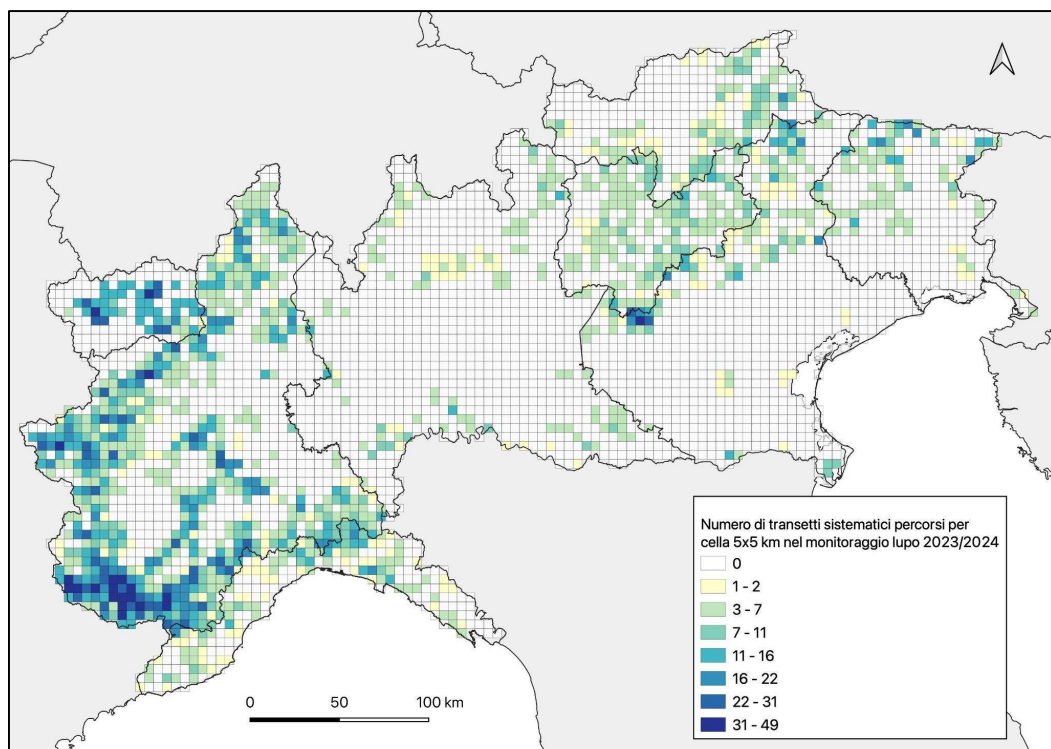 Numero di transetti sistematici percorsi per
cella 5x5 km nel monitoraggio lupo 2023/2024
0
1 - 2
3 - 7
7 - 11
11 - 16
16 - 22
22 - 31
31 - 49
0 50 100 km